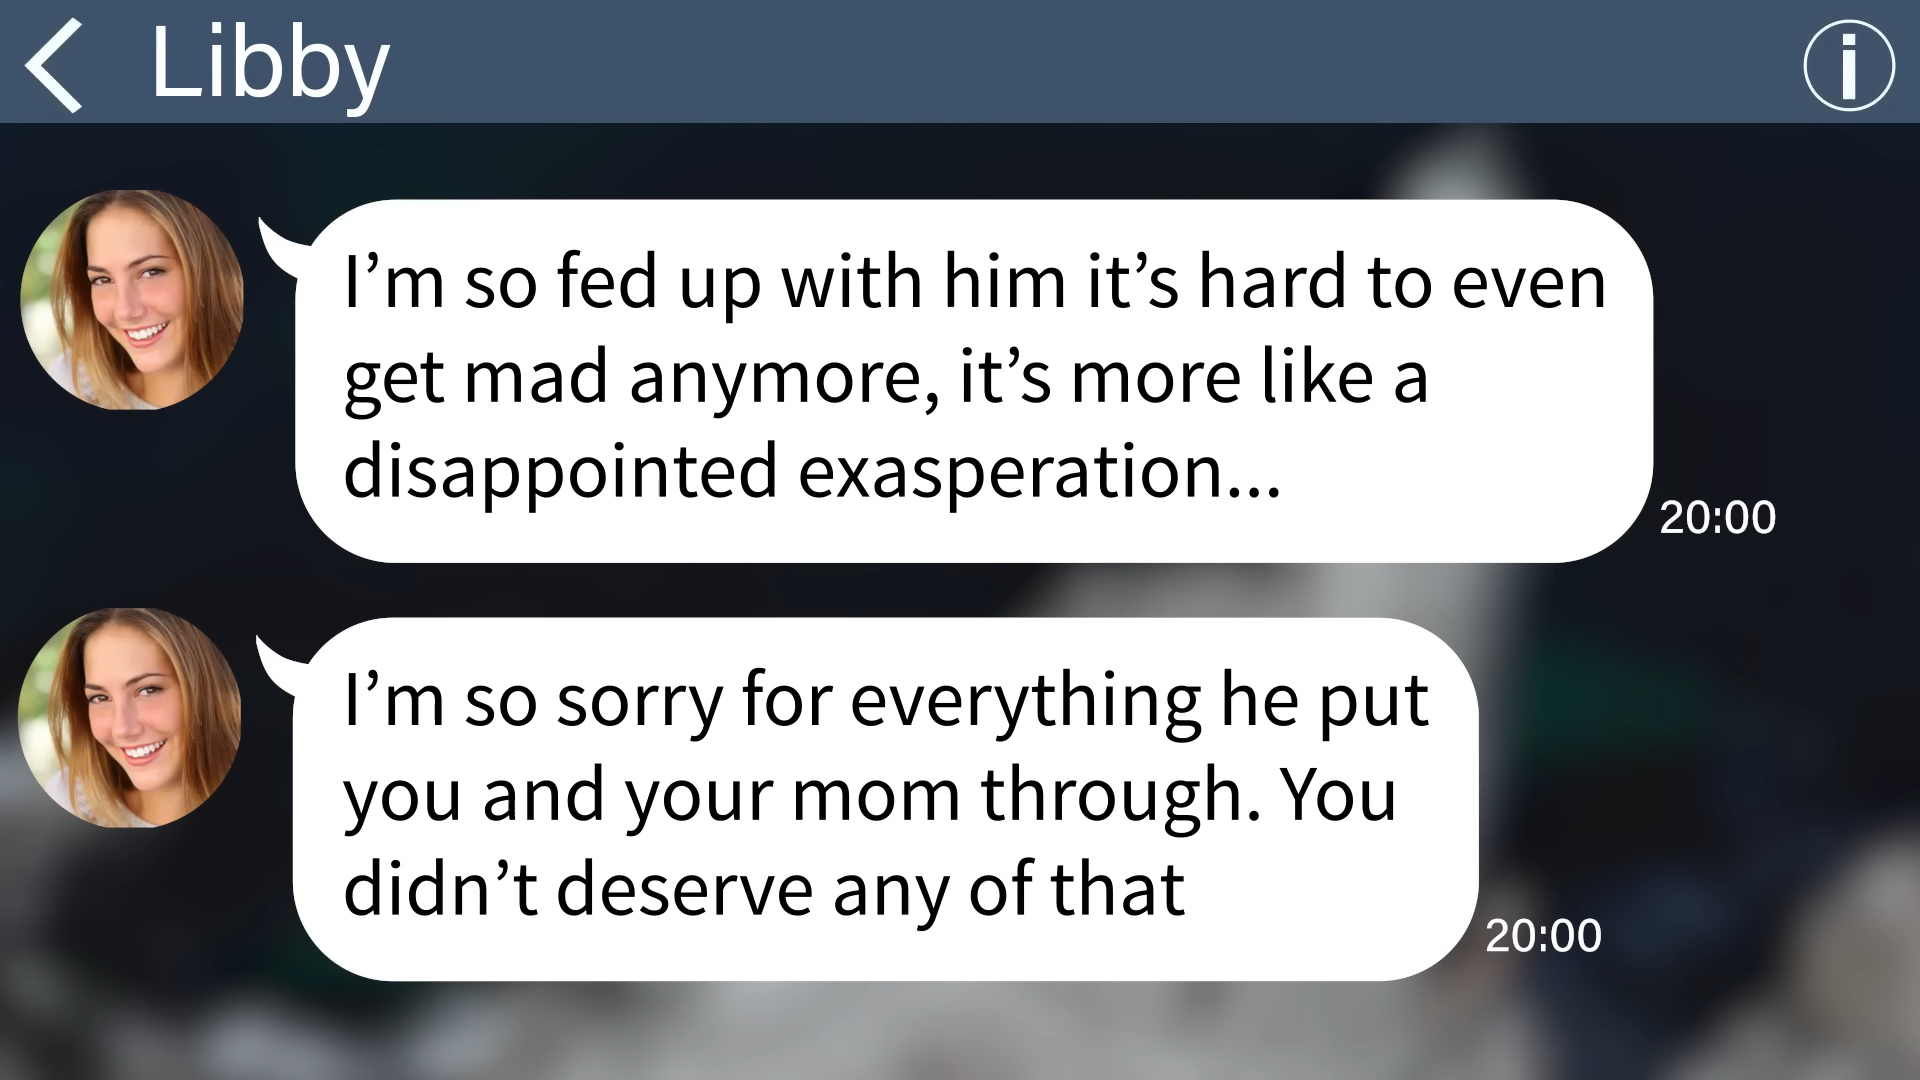 Libby
I’m so fed up with him it’s hard to even
get mad anymore, it’s more like a
disappointed exasperation...
20:00
I’m so sorry for everything he put
you and your mom through. You
didn’t deserve any of that
20:00